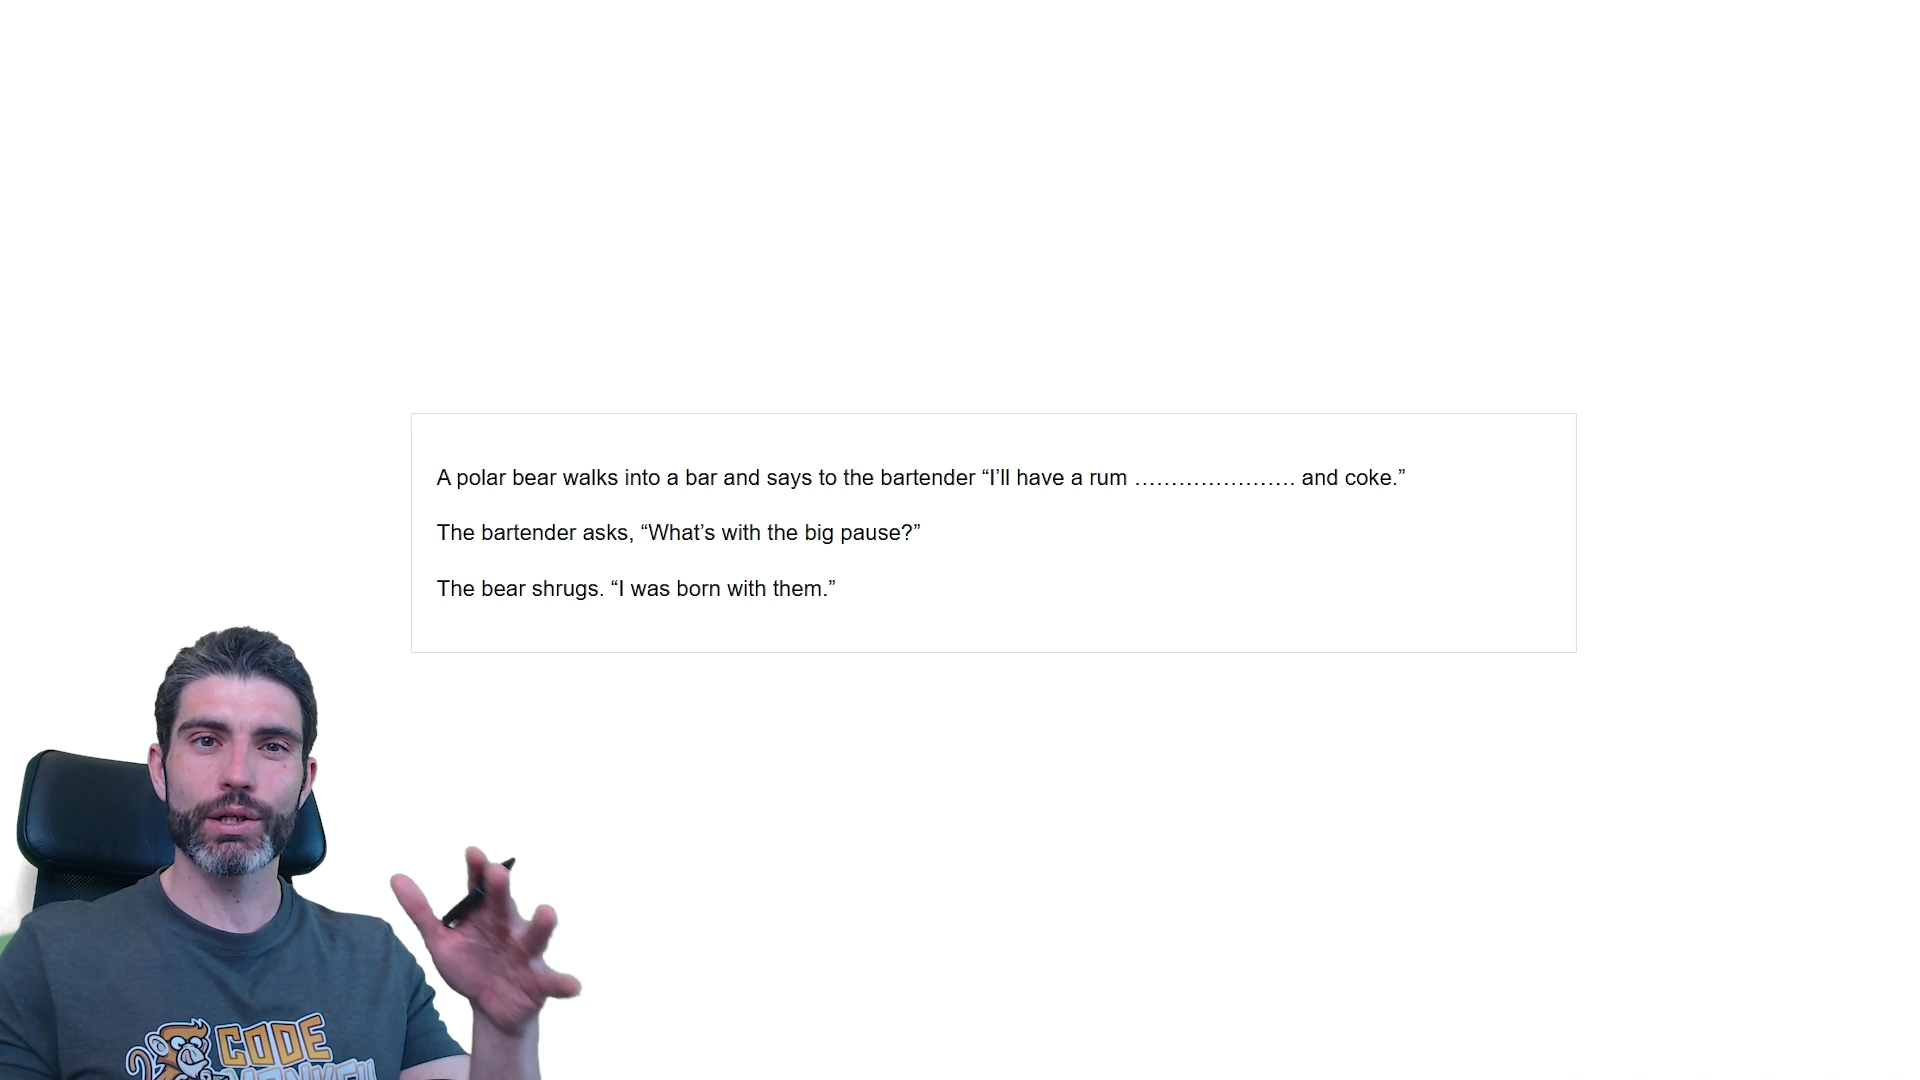 A polar bear walks into a bar and says to the bartender “I’ll have a rum …………………. and coke.”
The bartender asks, “What’s with the big pause?”
The bear shrugs. “I was born with them.”
CODE
MONKEY